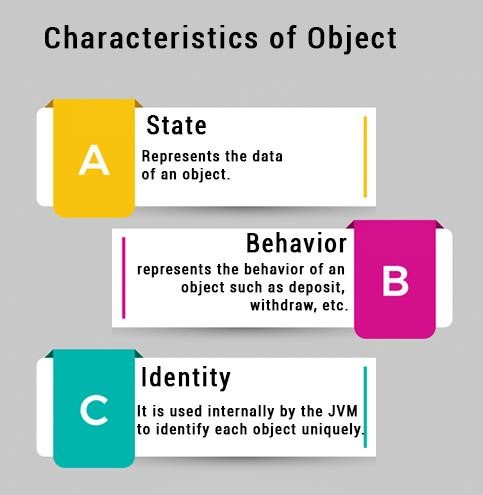 Characteristics of Object
A
State
Represents the data
of an object.
Behavior
represents the behavior of an
object such as deposit,
withdraw, etc.
B
C
Identity
It is used internally by the JVM
to identify each object uniquely.